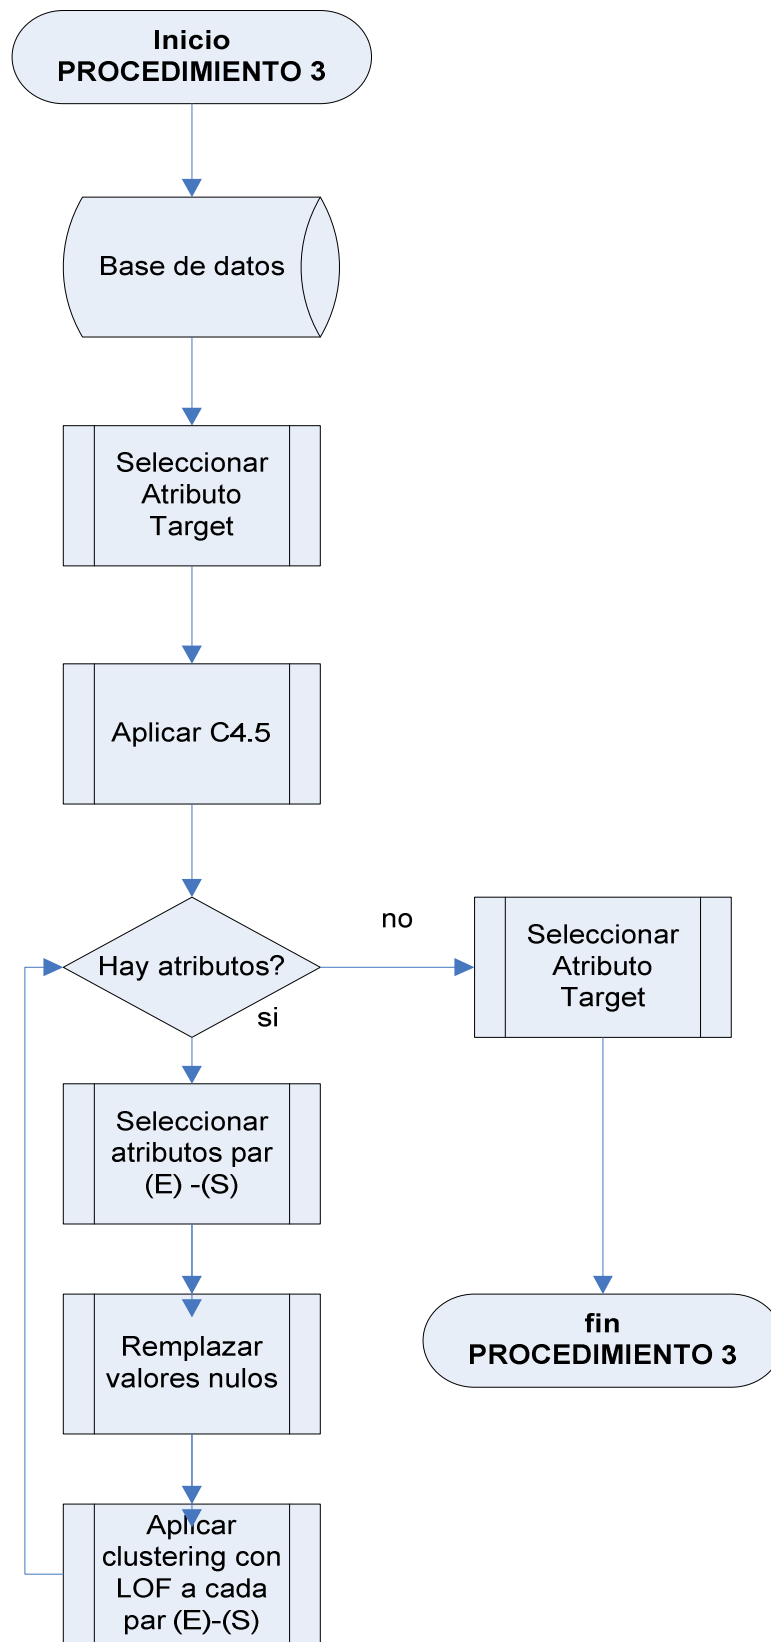 Inicio
PROCEDIMIENTO 3
Base de datos
Seleccionar
Atributo
Target
Aplicar C4.5
Hay atributos?
no
si
Seleccionar
Atributo
Target
Seleccionar
atributos par
(E) -(S)
Remplazar
valores nulos
fin
PROCEDIMIENTO 3
Aplicar
clustering con
LOF a cada
par (E)-(S)